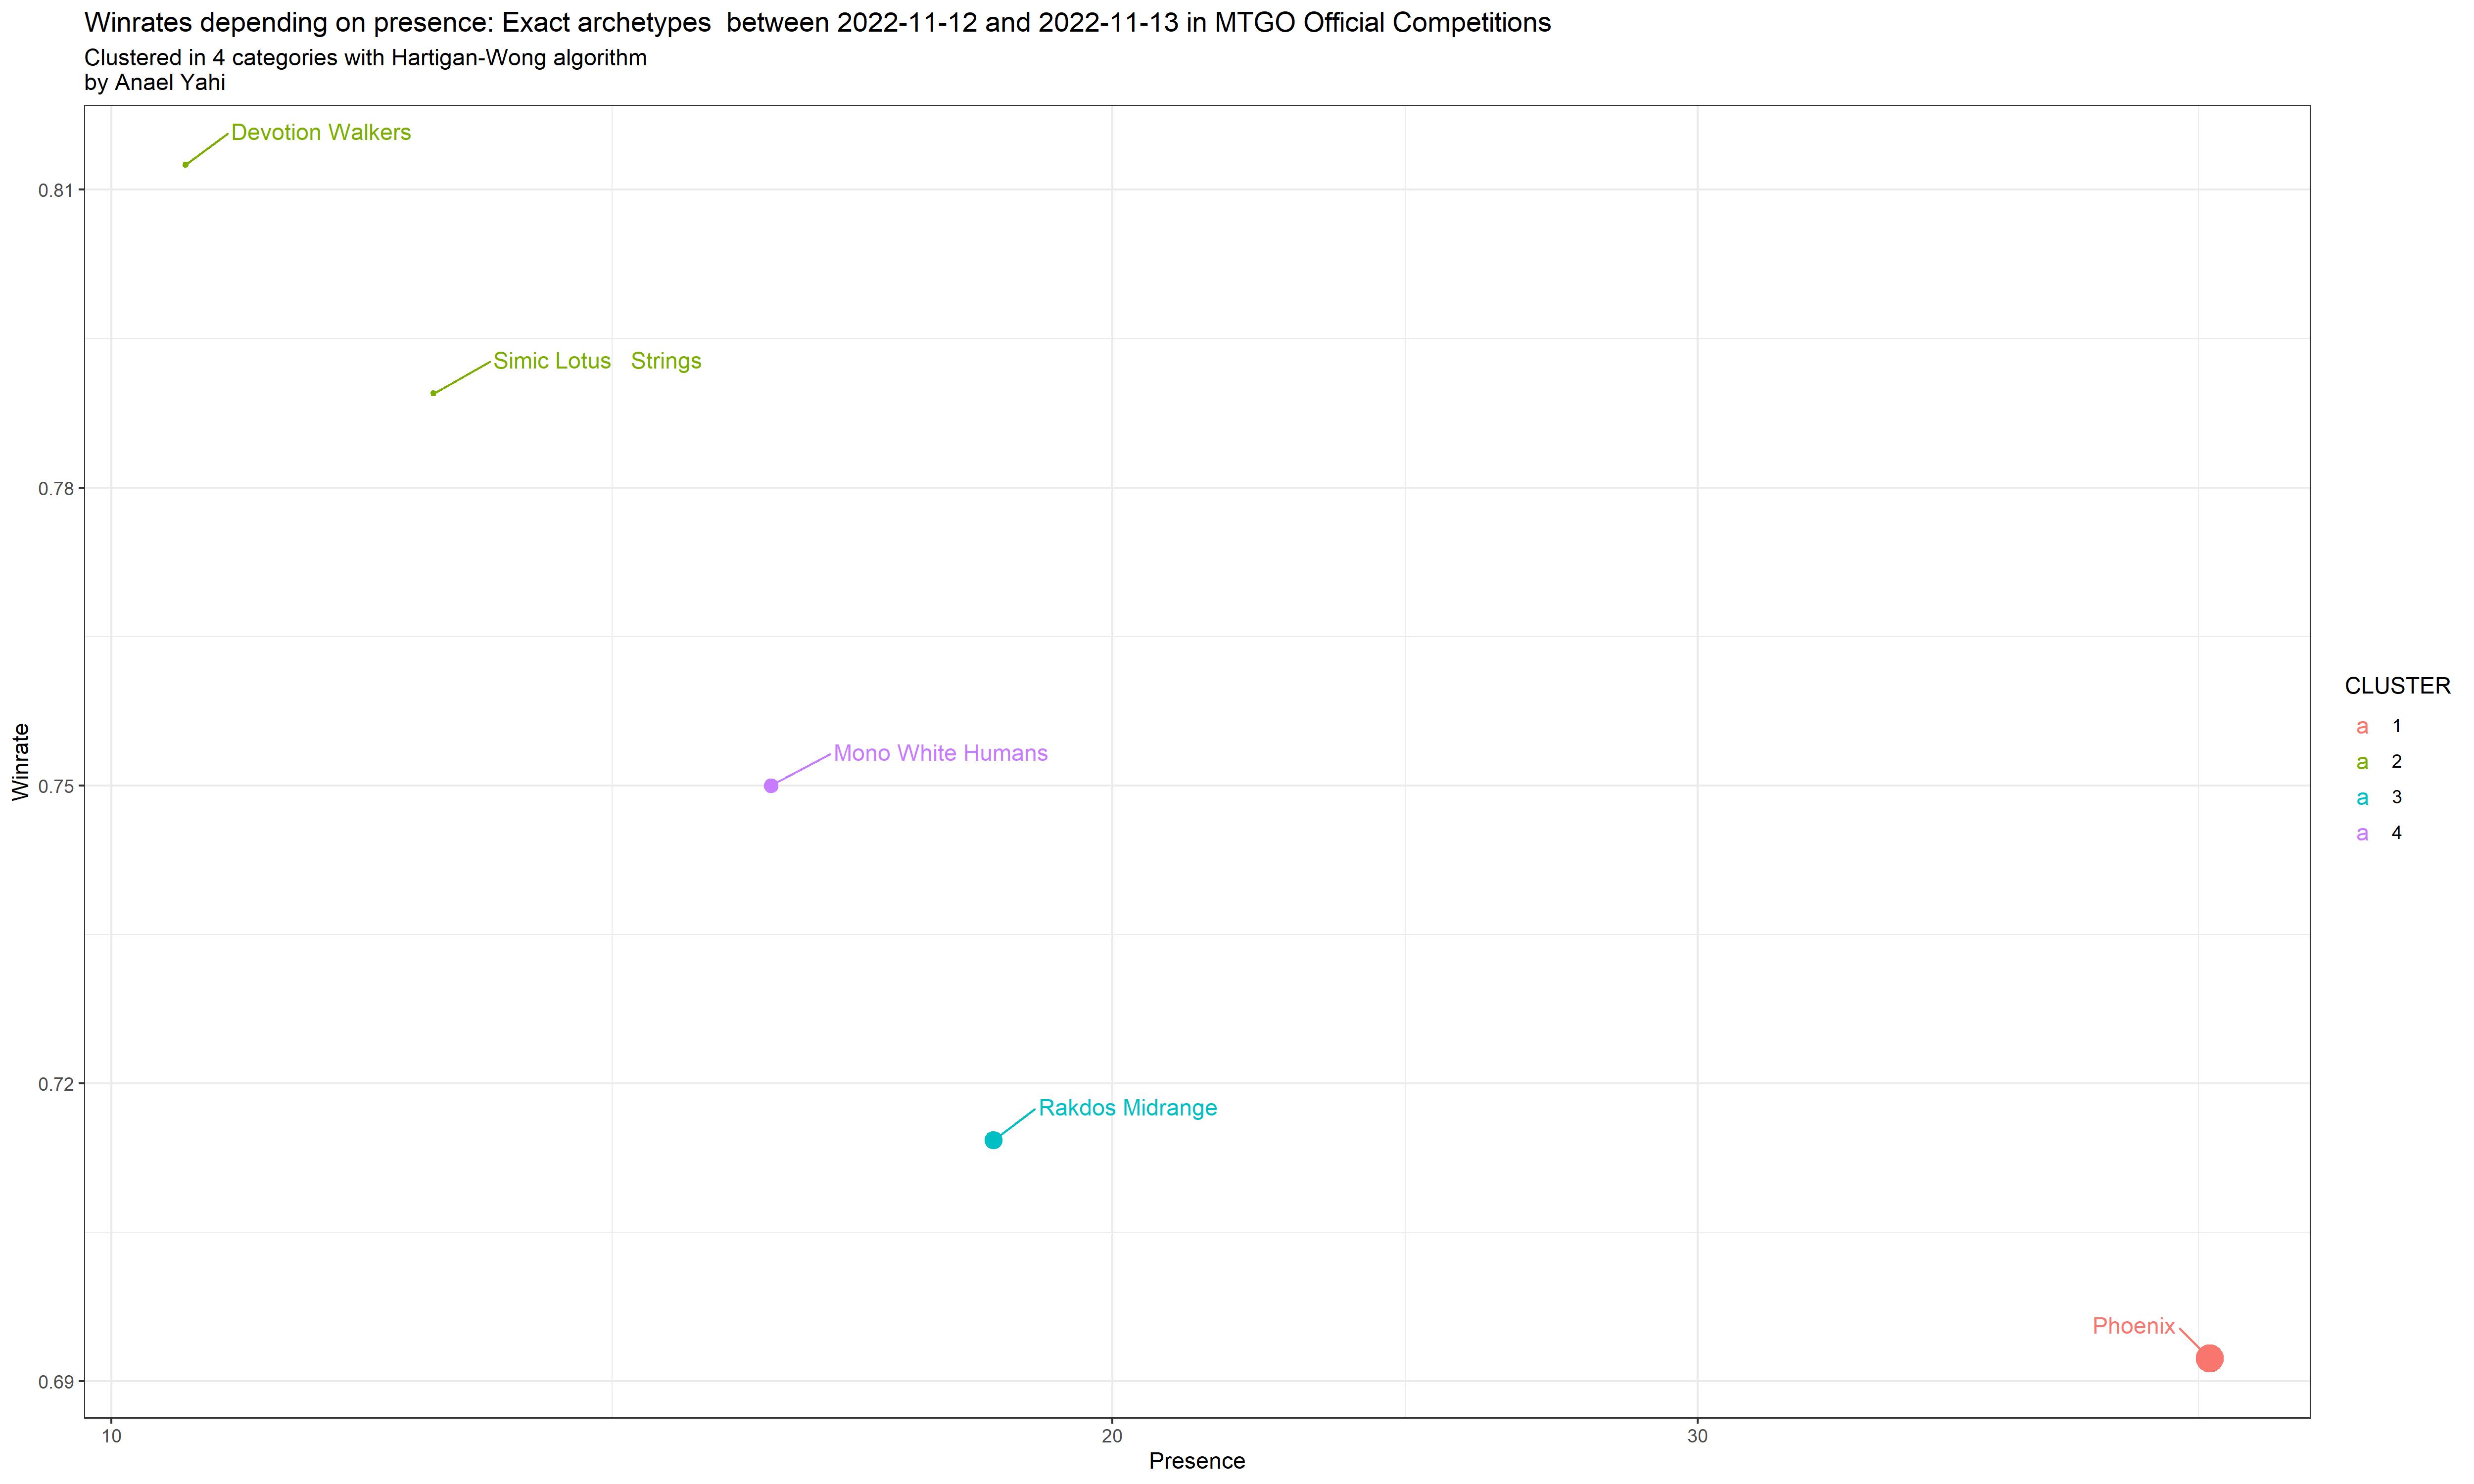 Winrates depending on presence: Exact archetypes  between 2022-11-12 and 2022-11-13 in MTGO Official Competitions
Clustered in 4 categories with Hartigan-Wong algorithm
by Anael Yahi
Devotion Walkers
0.81
Simic Lotus   Strings
0.78
Mono White Humans
0.75
Winrate
0.72
Rakdos Midrange
Phoenix
0.69
10
20
30
Presence
CLUSTER
a 1
a 2
a 3
a 4